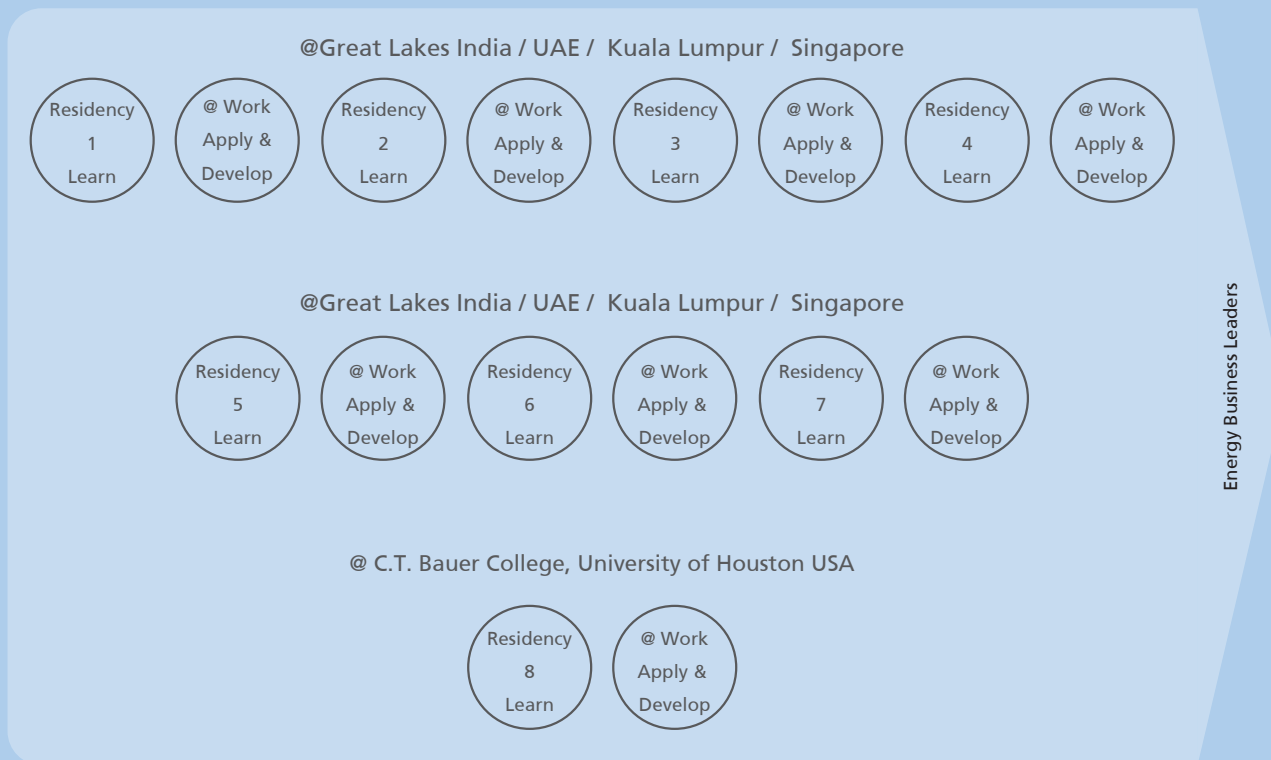 @Great Lakes India / UAE / Kuala Lumpur / Singapore
Residency
1
Learn
@ Work
Apply &
Develop
Residency
2
Learn
@ Work
Apply &
Develop
Residency
3
Learn
@ Work
Apply &
Develop
Residency
4
Learn
@ Work
Apply &
Develop
@Great Lakes India / UAE / Kuala Lumpur / Singapore
Residency
5
Learn
@ Work
Apply &
Develop
Residency
6
Learn
@ Work
Apply &
Develop
Residency
7
Learn
@ Work
Apply &
Develop
@ C.T. Bauer College, University of Houston USA
Residency
8
Learn
@ Work
Apply &
Develop
Energy Business Leaders